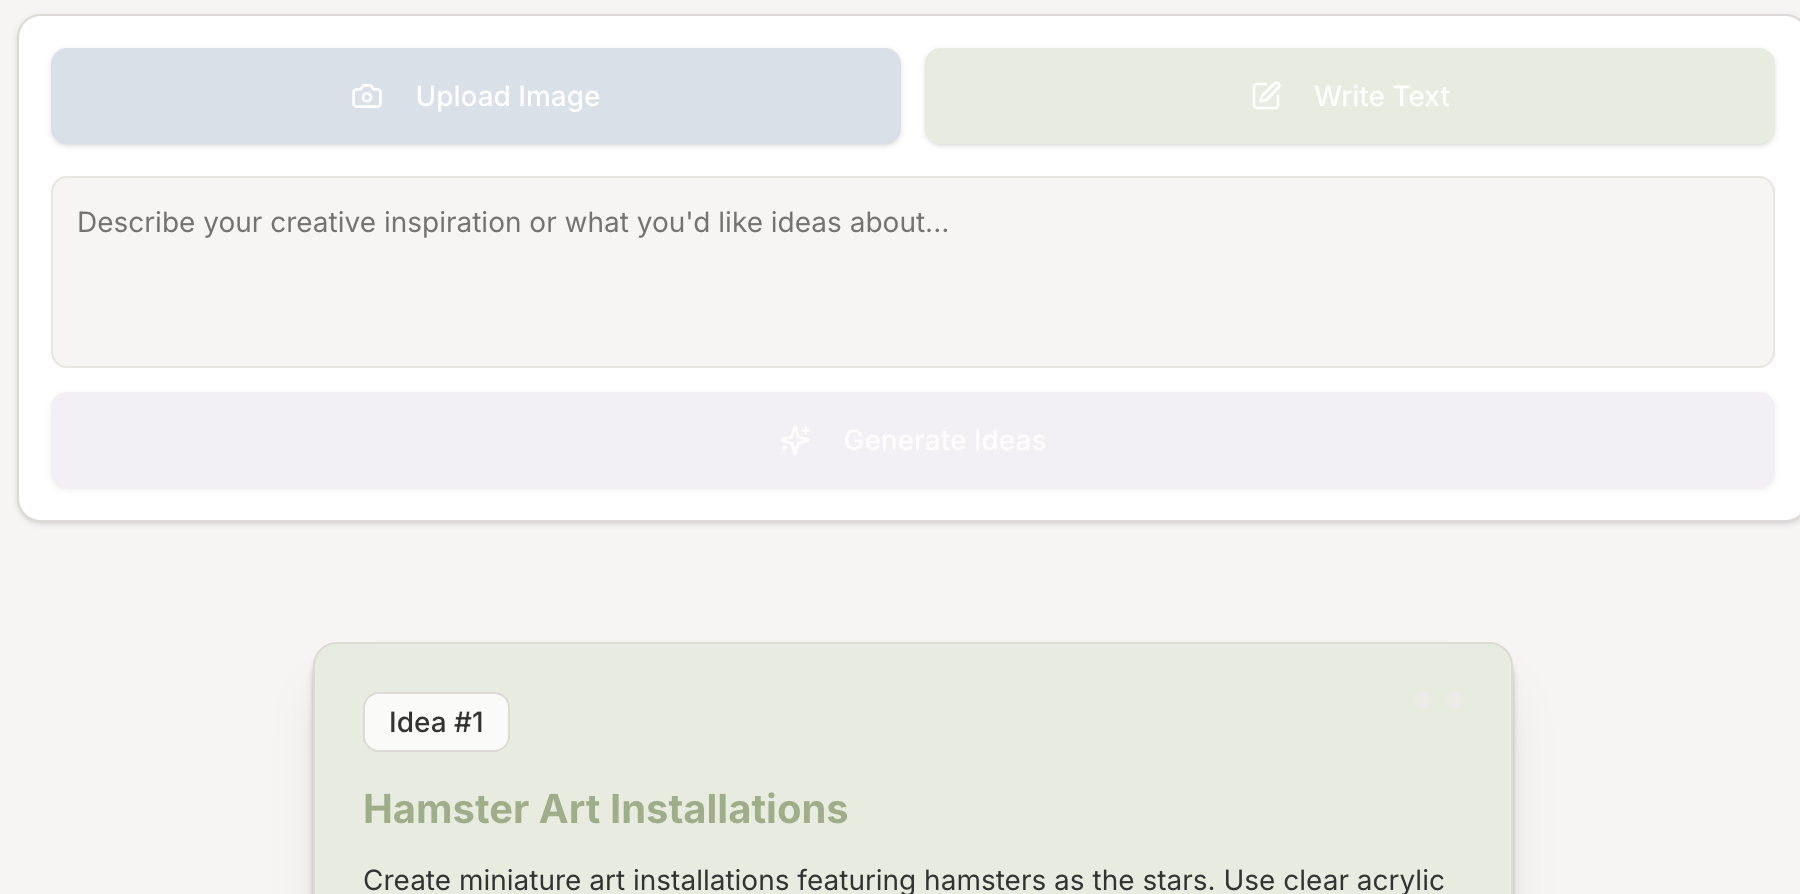 Upload Image
Write Text
Describe your creative inspiration or what you'd like ideas about...
Generate Ideas
Idea #1
Hamster Art Installations
Create miniature art installations featuring hamsters as the stars. Use clear acrylic